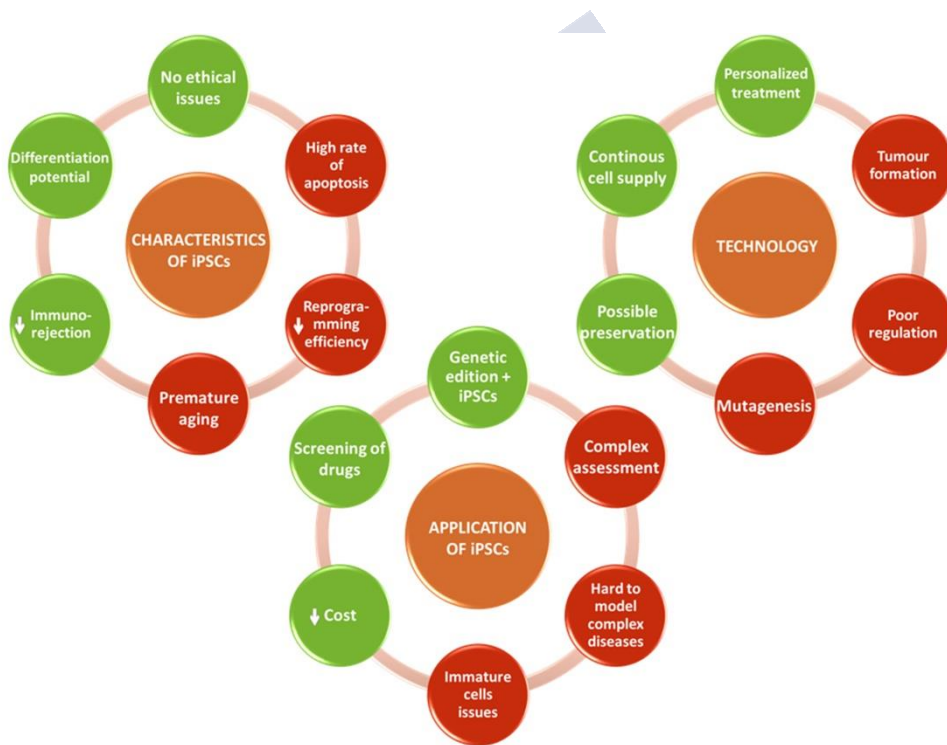 No ethical
issues
High rate
of
apoptosis
Reprogra-
mming
efficiency
Premature
aging
Immuno-
rejection
Differentiation
potential
CHARACTERISTICS
OF iPSCs
Personalized
treatment
Tumour
formation
Poor
regulation
Mutagenesis
Possible
preservation
Continous
cell supply
TECHNOLOGY
Genetic
edition +
iPSCs
Complex
assessment
Hard to
model
complex
diseases
Immature
cells
issues
Cost
Screening of
drugs
APPLICATION
OF iPSCs